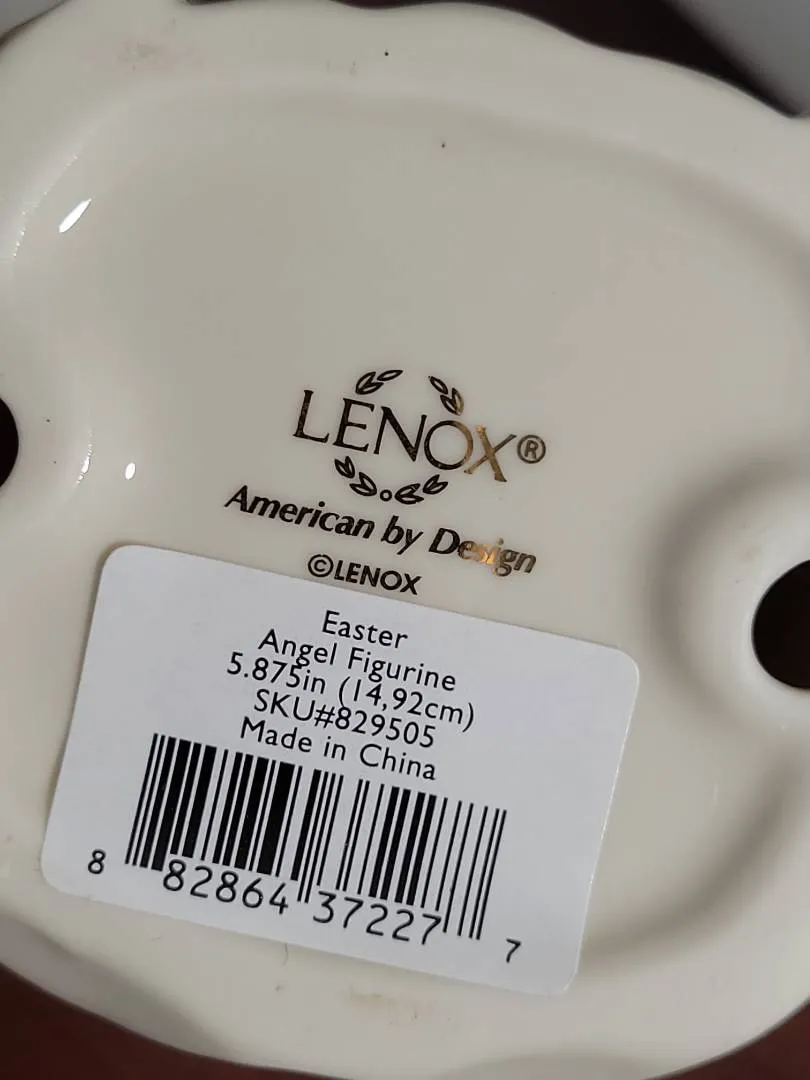 LENOX®
American by Design
©LENOX
Easter
Angel Figurine
5.875in (14,92cm)
SKU#829505
Made in China
8 82864 37227 7